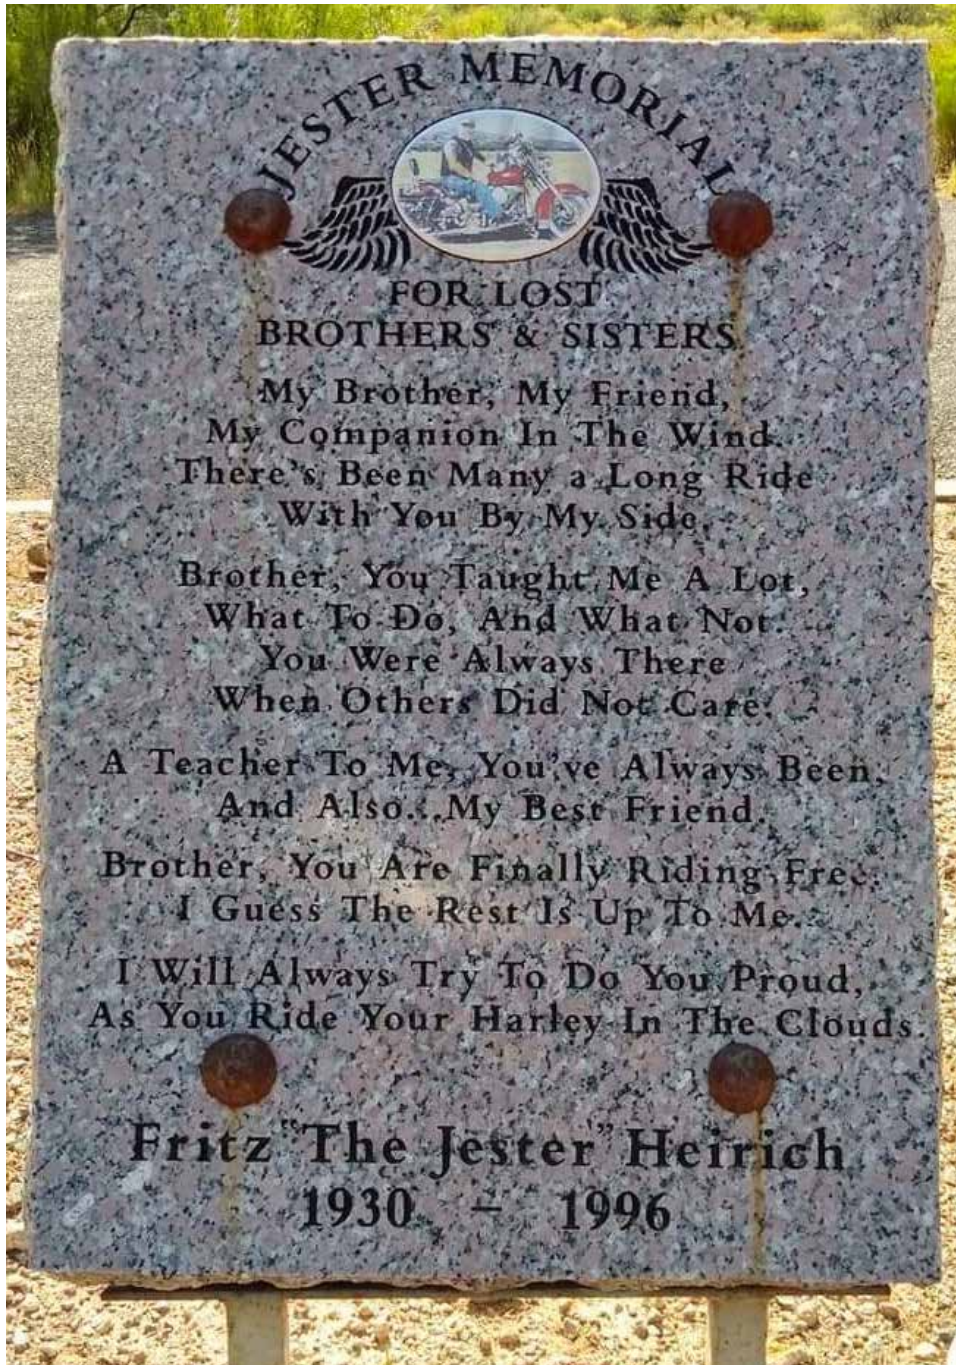 JESTER MEMORIAL
FOR LOST
BROTHERS & SISTERS
My Brother, My Friend,
My Companion In The Wind.
There's Been Many a Long Ride
With You By My Side.
Brother, You Taught Me A Lot,
What To Do, And What Not.
You Were Always There
When Others Did Not Care.
A Teacher To Me, You've Always Been,
And Also...My Best Friend.
Brother, You Are Finally Riding Free.
I Guess The Rest Is Up To Me.
I Will Always Try To Do You Proud,
As You Ride Your Harley In The Clouds.
Fritz "The Jester" Heirich
1930 – 1996